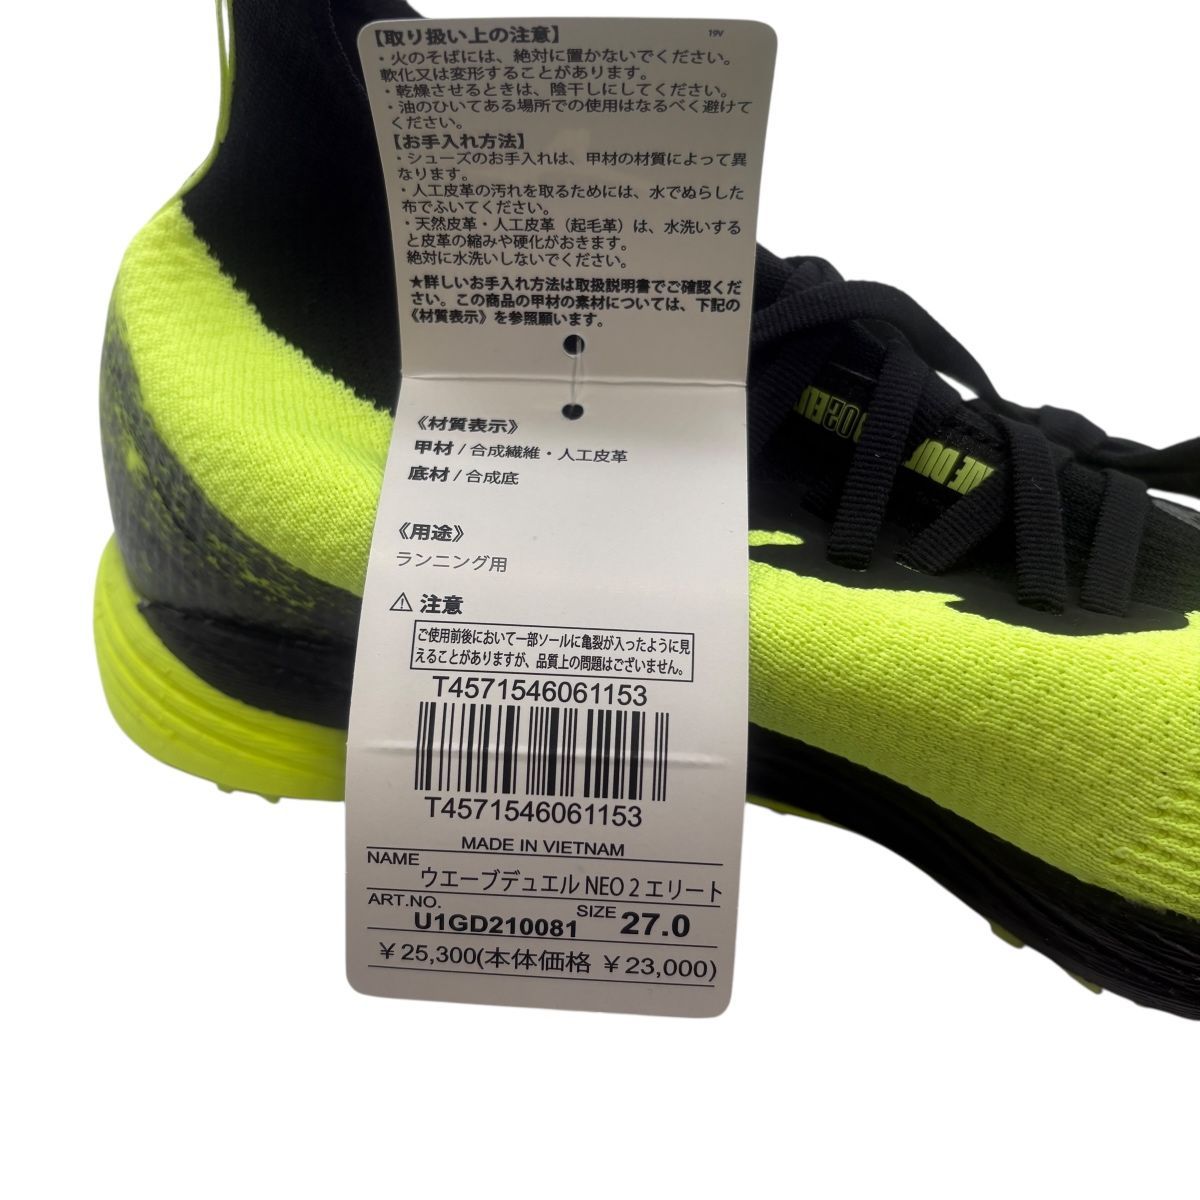 【取り扱い上の注意】
19V
・火のそばには、絶対に置かないでください。
軟化又は変形することがあります。
・乾燥させるときは、陰干しにしてください。
・油のひいてある場所での使用はなるべく避けて
ください。
【お手入れ方法】
・シューズのお手入れは、甲材の材質によって異
なります。
・人工皮革の汚れを取るためには、水でぬらした
布でふいてください。
・天然皮革・人工皮革（起毛革）は、水洗いする
と皮革の縮みや硬化がおきます。
絶対に水洗いしないでください。
★詳しいお手入れ方法は取扱説明書でご確認くだ
さい。この商品の甲材の素材については、下記の
《材質表示》を参照願います。
《材質表示》
甲材 / 合成繊維・人工皮革
底材 / 合成底
《用途》
ランニング用
⚠ 注意
ご使用前後において一部ソールに亀裂が入ったように見
えることがありますが、品質上の問題はございません。
T4571546061153
T4571546061153
MADE IN VIETNAM
NAME ウエーブデュエル NEO 2 エリート
ART.NO. U1GD210081 SIZE 27.0
￥25,300(本体価格 ￥23,000)